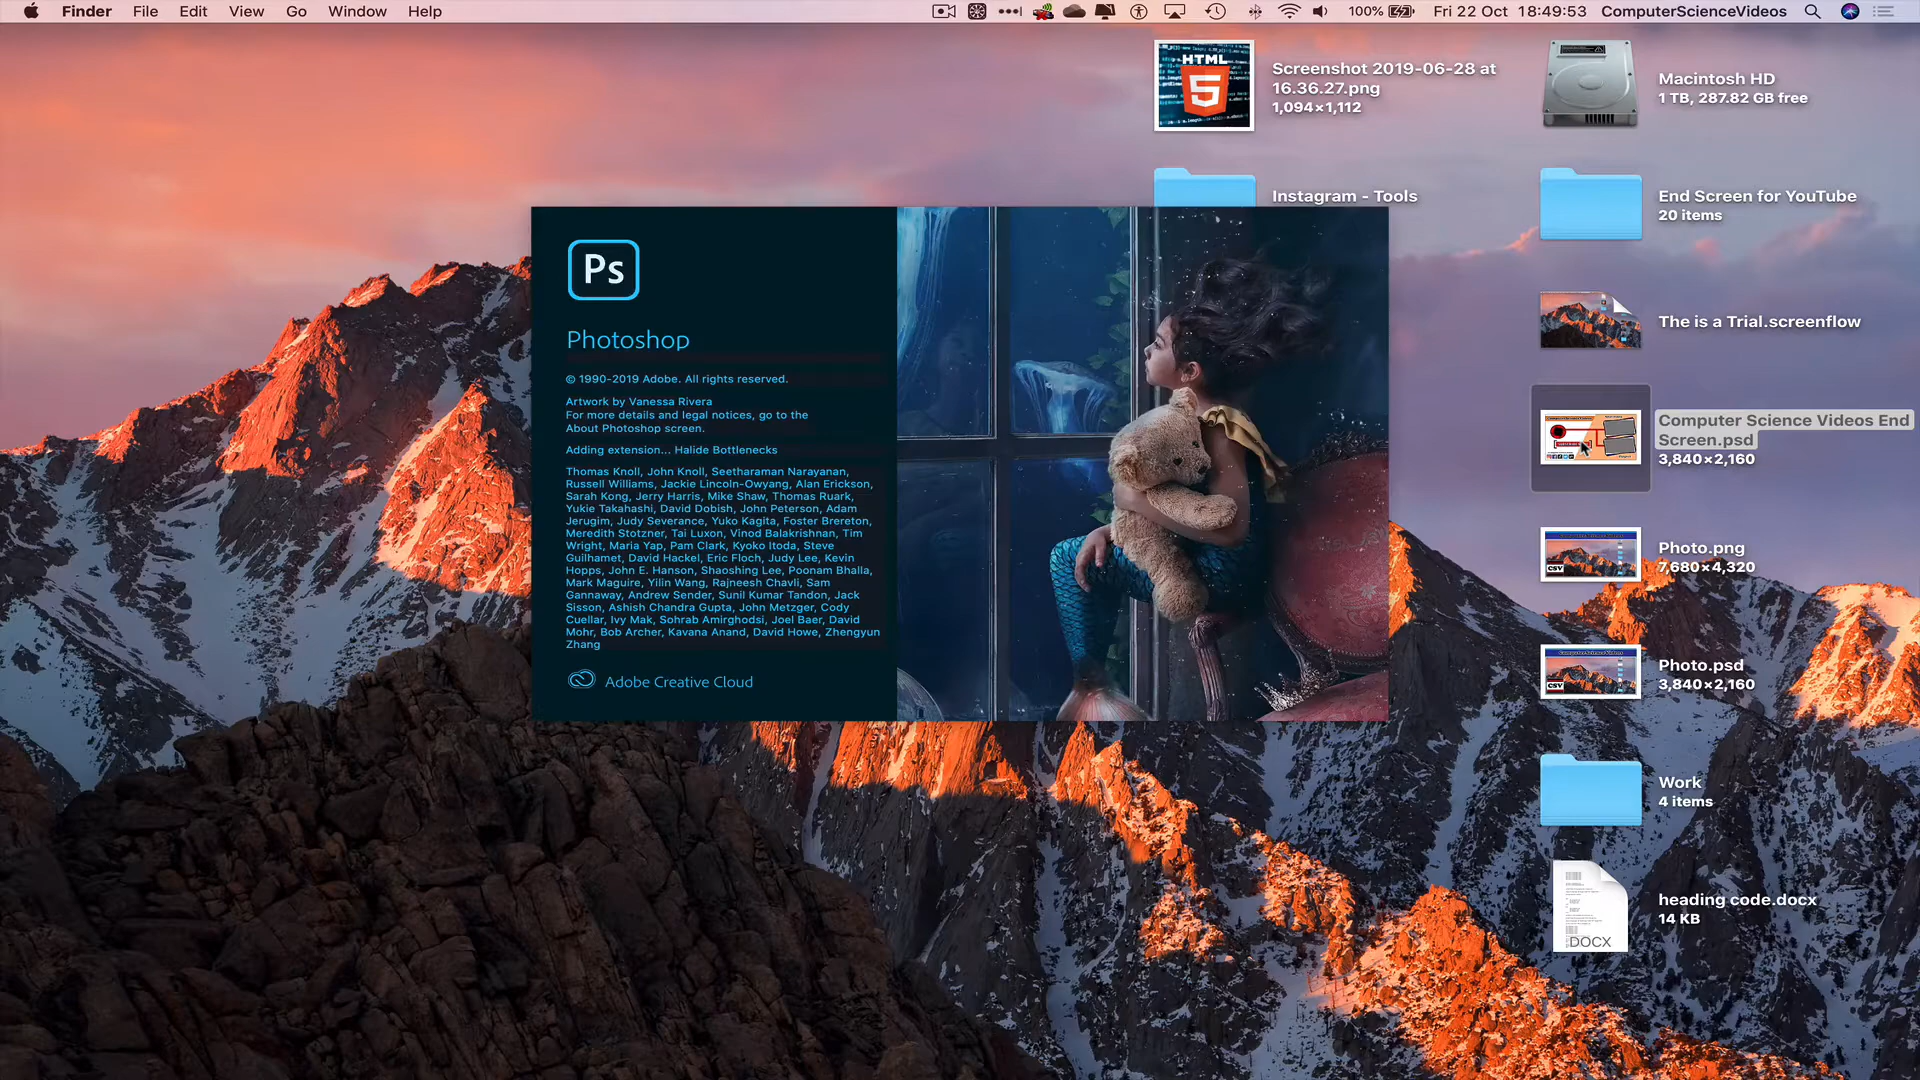 Finder File Edit View Go Window Help
100% Fri 22 Oct 18:49:53 ComputerScienceVideos
HTML
5
Screenshot 2019-06-28 at
16.36.27.png
1,094×1,112
Macintosh HD
1 TB, 287.82 GB free
Instagram - Tools
End Screen for YouTube
20 items
The is a Trial.screenflow
Computer Science Videos End
Screen.psd
3,840×2,160
CSV
Photo.png
7,680×4,320
CSV
Photo.psd
3,840×2,160
Work
4 items
DOCX
heading code.docx
14 KB
Ps
Photoshop
© 1990-2019 Adobe. All rights reserved.
Artwork by Vanessa Rivera
For more details and legal notices, go to the
About Photoshop screen.
Adding extension... Halide Bottlenecks
Thomas Knoll, John Knoll, Seetharaman Narayanan,
Russell Williams, Jackie Lincoln-Owyang, Alan Erickson,
Sarah Kong, Jerry Harris, Mike Shaw, Thomas Ruark,
Yukie Takahashi, David Dobish, John Peterson, Adam
Jerugim, Judy Severance, Yuko Kagita, Foster Brereton,
Meredith Stotzner, Tai Luxon, Vinod Balakrishnan, Tim
Wright, Maria Yap, Pam Clark, Kyoko Itoda, Steve
Guilhamet, David Hackel, Eric Floch, Judy Lee, Kevin
Hopps, John E. Hanson, Shaoshing Lee, Poonam Bhalla,
Mark Maguire, Yilin Wang, Rajneesh Chavli, Sam
Gannaway, Andrew Sender, Sunil Kumar Tandon, Jack
Sisson, Ashish Chandra Gupta, John Metzger, Cody
Cuellar, Ivy Mak, Sohrab Amirghodsi, Joel Baer, David
Mohr, Bob Archer, Kavana Anand, David Howe, Zhengyun
Zhang
Adobe Creative Cloud